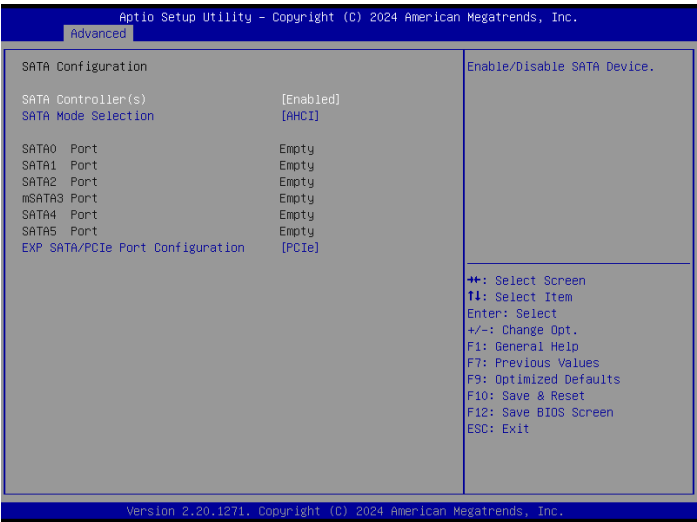 Aptio Setup Utility – Copyright (C) 2024 American Megatrends, Inc.
Advanced
SATA Configuration
SATA Controller(s) [Enabled]
SATA Mode Selection [AHCI]
SATA0 Port Empty
SATA1 Port Empty
SATA2 Port Empty
mSATA3 Port Empty
SATA4 Port Empty
SATA5 Port Empty
EXP SATA/PCIe Port Configuration [PCIe]
Enable/Disable SATA Device.
→←: Select Screen
↑↓: Select Item
Enter: Select
+/-: Change Opt.
F1: General Help
F7: Previous Values
F9: Optimized Defaults
F10: Save & Reset
F12: Save BIOS Screen
ESC: Exit
Version 2.20.1271. Copyright (C) 2024 American Megatrends, Inc.